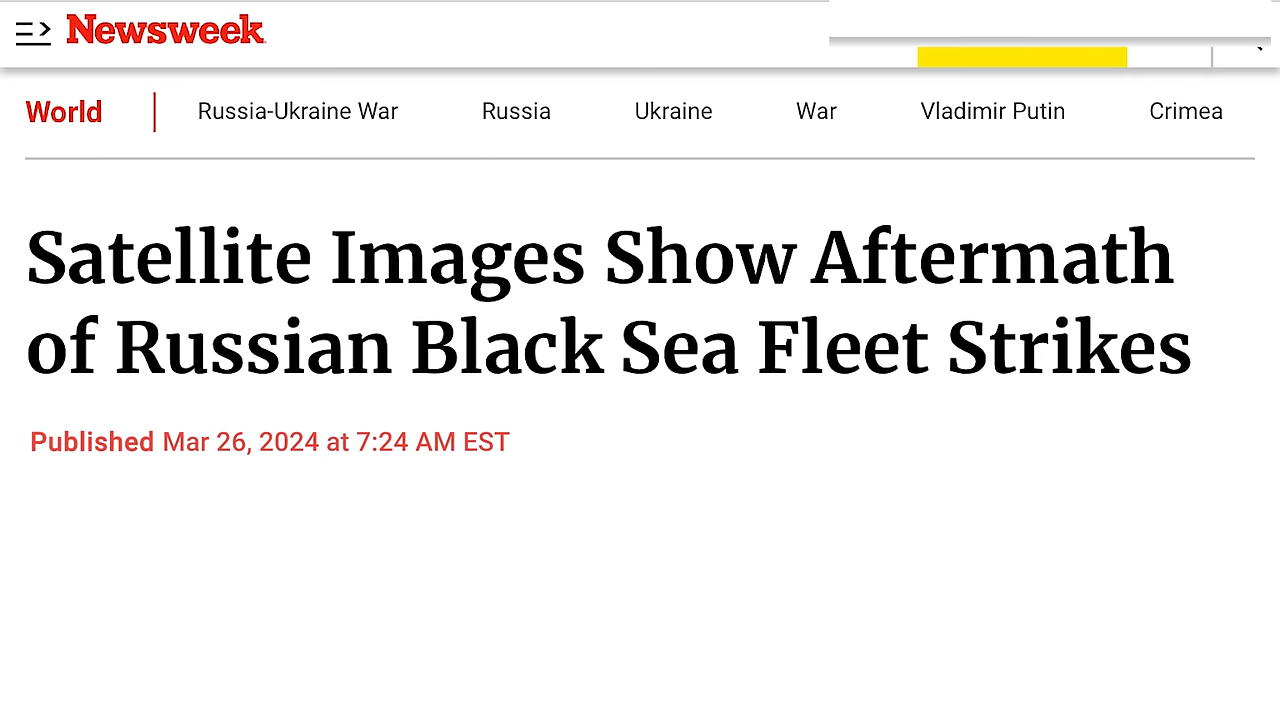 Newsweek
World Russia-Ukraine War Russia Ukraine War Vladimir Putin Crimea
Satellite Images Show Aftermath
of Russian Black Sea Fleet Strikes
Published Mar 26, 2024 at 7:24 AM EST